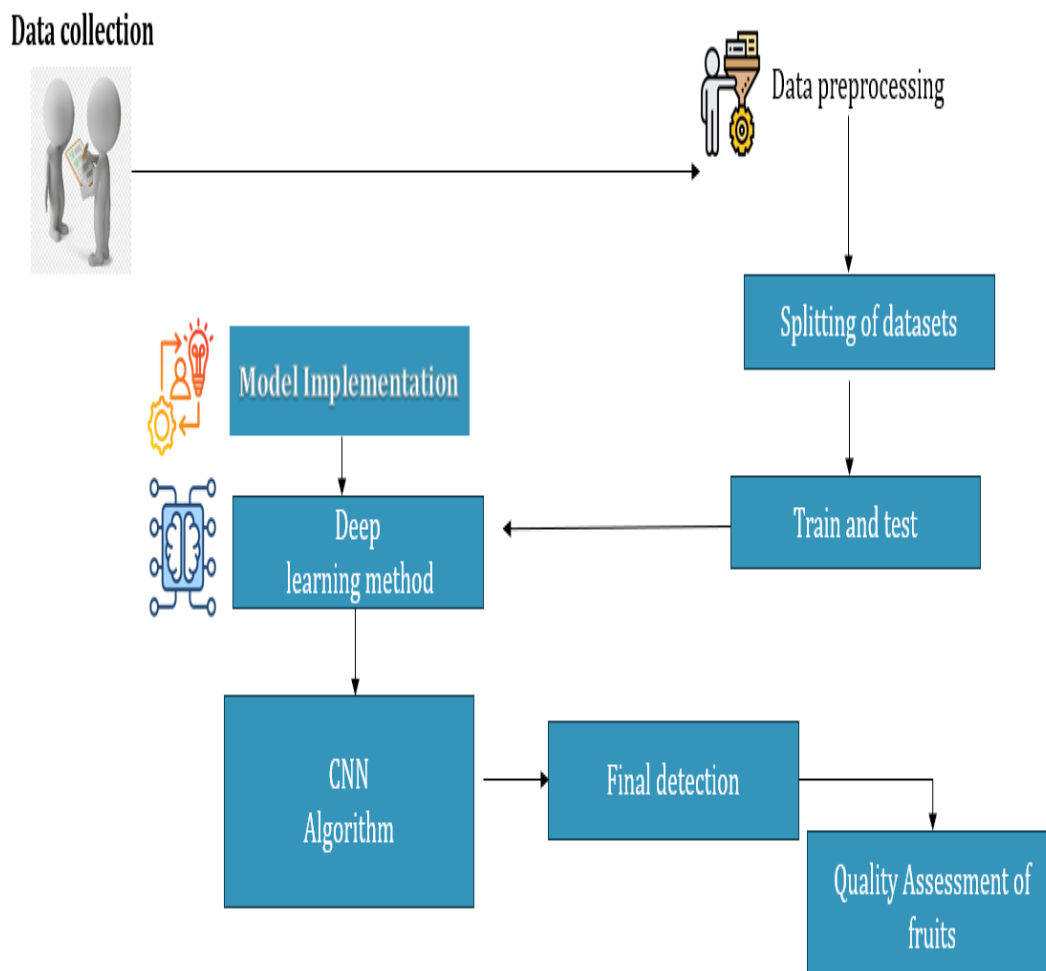 Data collection
Data preprocessing
Splitting of datasets
Model Implementation
Deep
learning method
Train and test
CNN
Algorithm
Final detection
Quality Assessment of
fruits